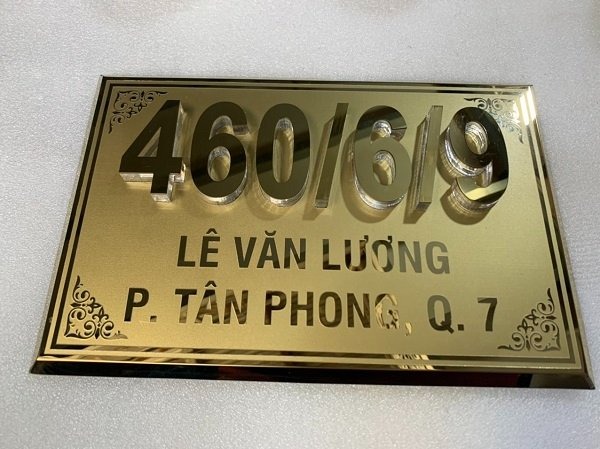 460/6/9
LÊ VĂN LƯƠNG
P. TÂN PHONG, Q. 7